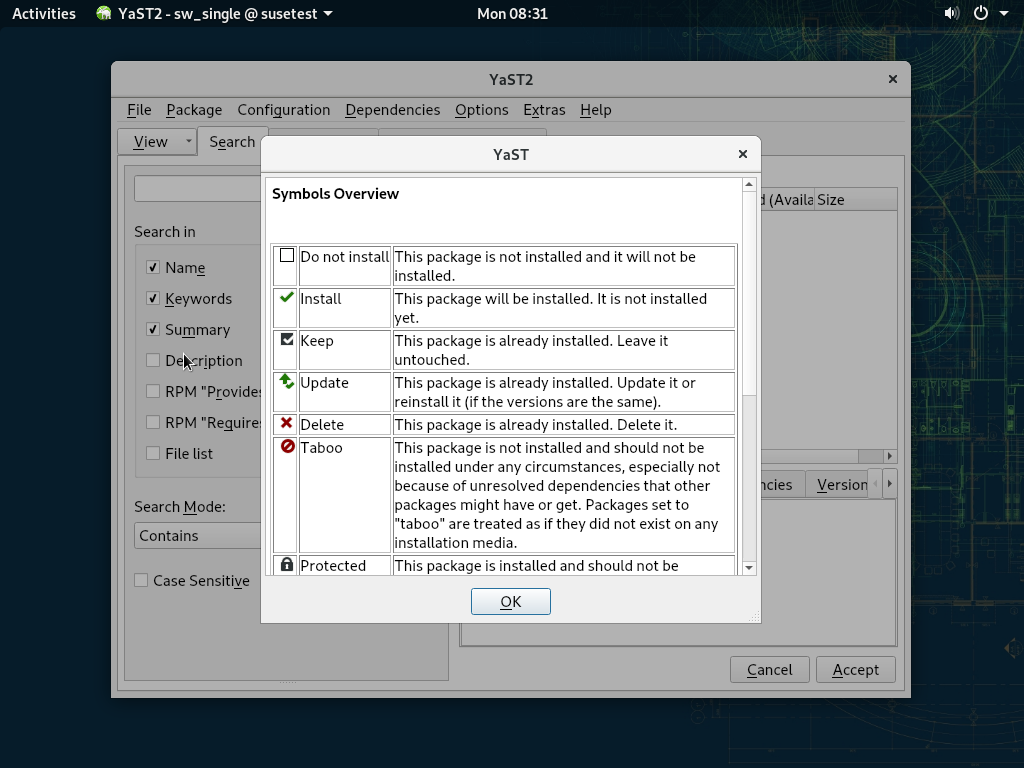 Activities YaST2 - sw_single @ susetest Mon 08:31
YaST2
File Package Configuration Dependencies Options Extras Help
View Search
YaST
Symbols Overview
d (Availa Size
Search in
Name
Keywords
Summary
Description
RPM "Provides
RPM "Requires
File list
Search Mode:
Contains
Case Sensitive
Do not install This package is not installed and it will not be
installed.
Install This package will be installed. It is not installed
yet.
Keep This package is already installed. Leave it
untouched.
Update This package is already installed. Update it or
reinstall it (if the versions are the same).
Delete This package is already installed. Delete it.
Taboo This package is not installed and should not be
installed under any circumstances, especially not
because of unresolved dependencies that other
packages might have or get. Packages set to
"taboo" are treated as if they did not exist on any
installation media.
Protected This package is installed and should not be
ncies Version
OK
Cancel Accept